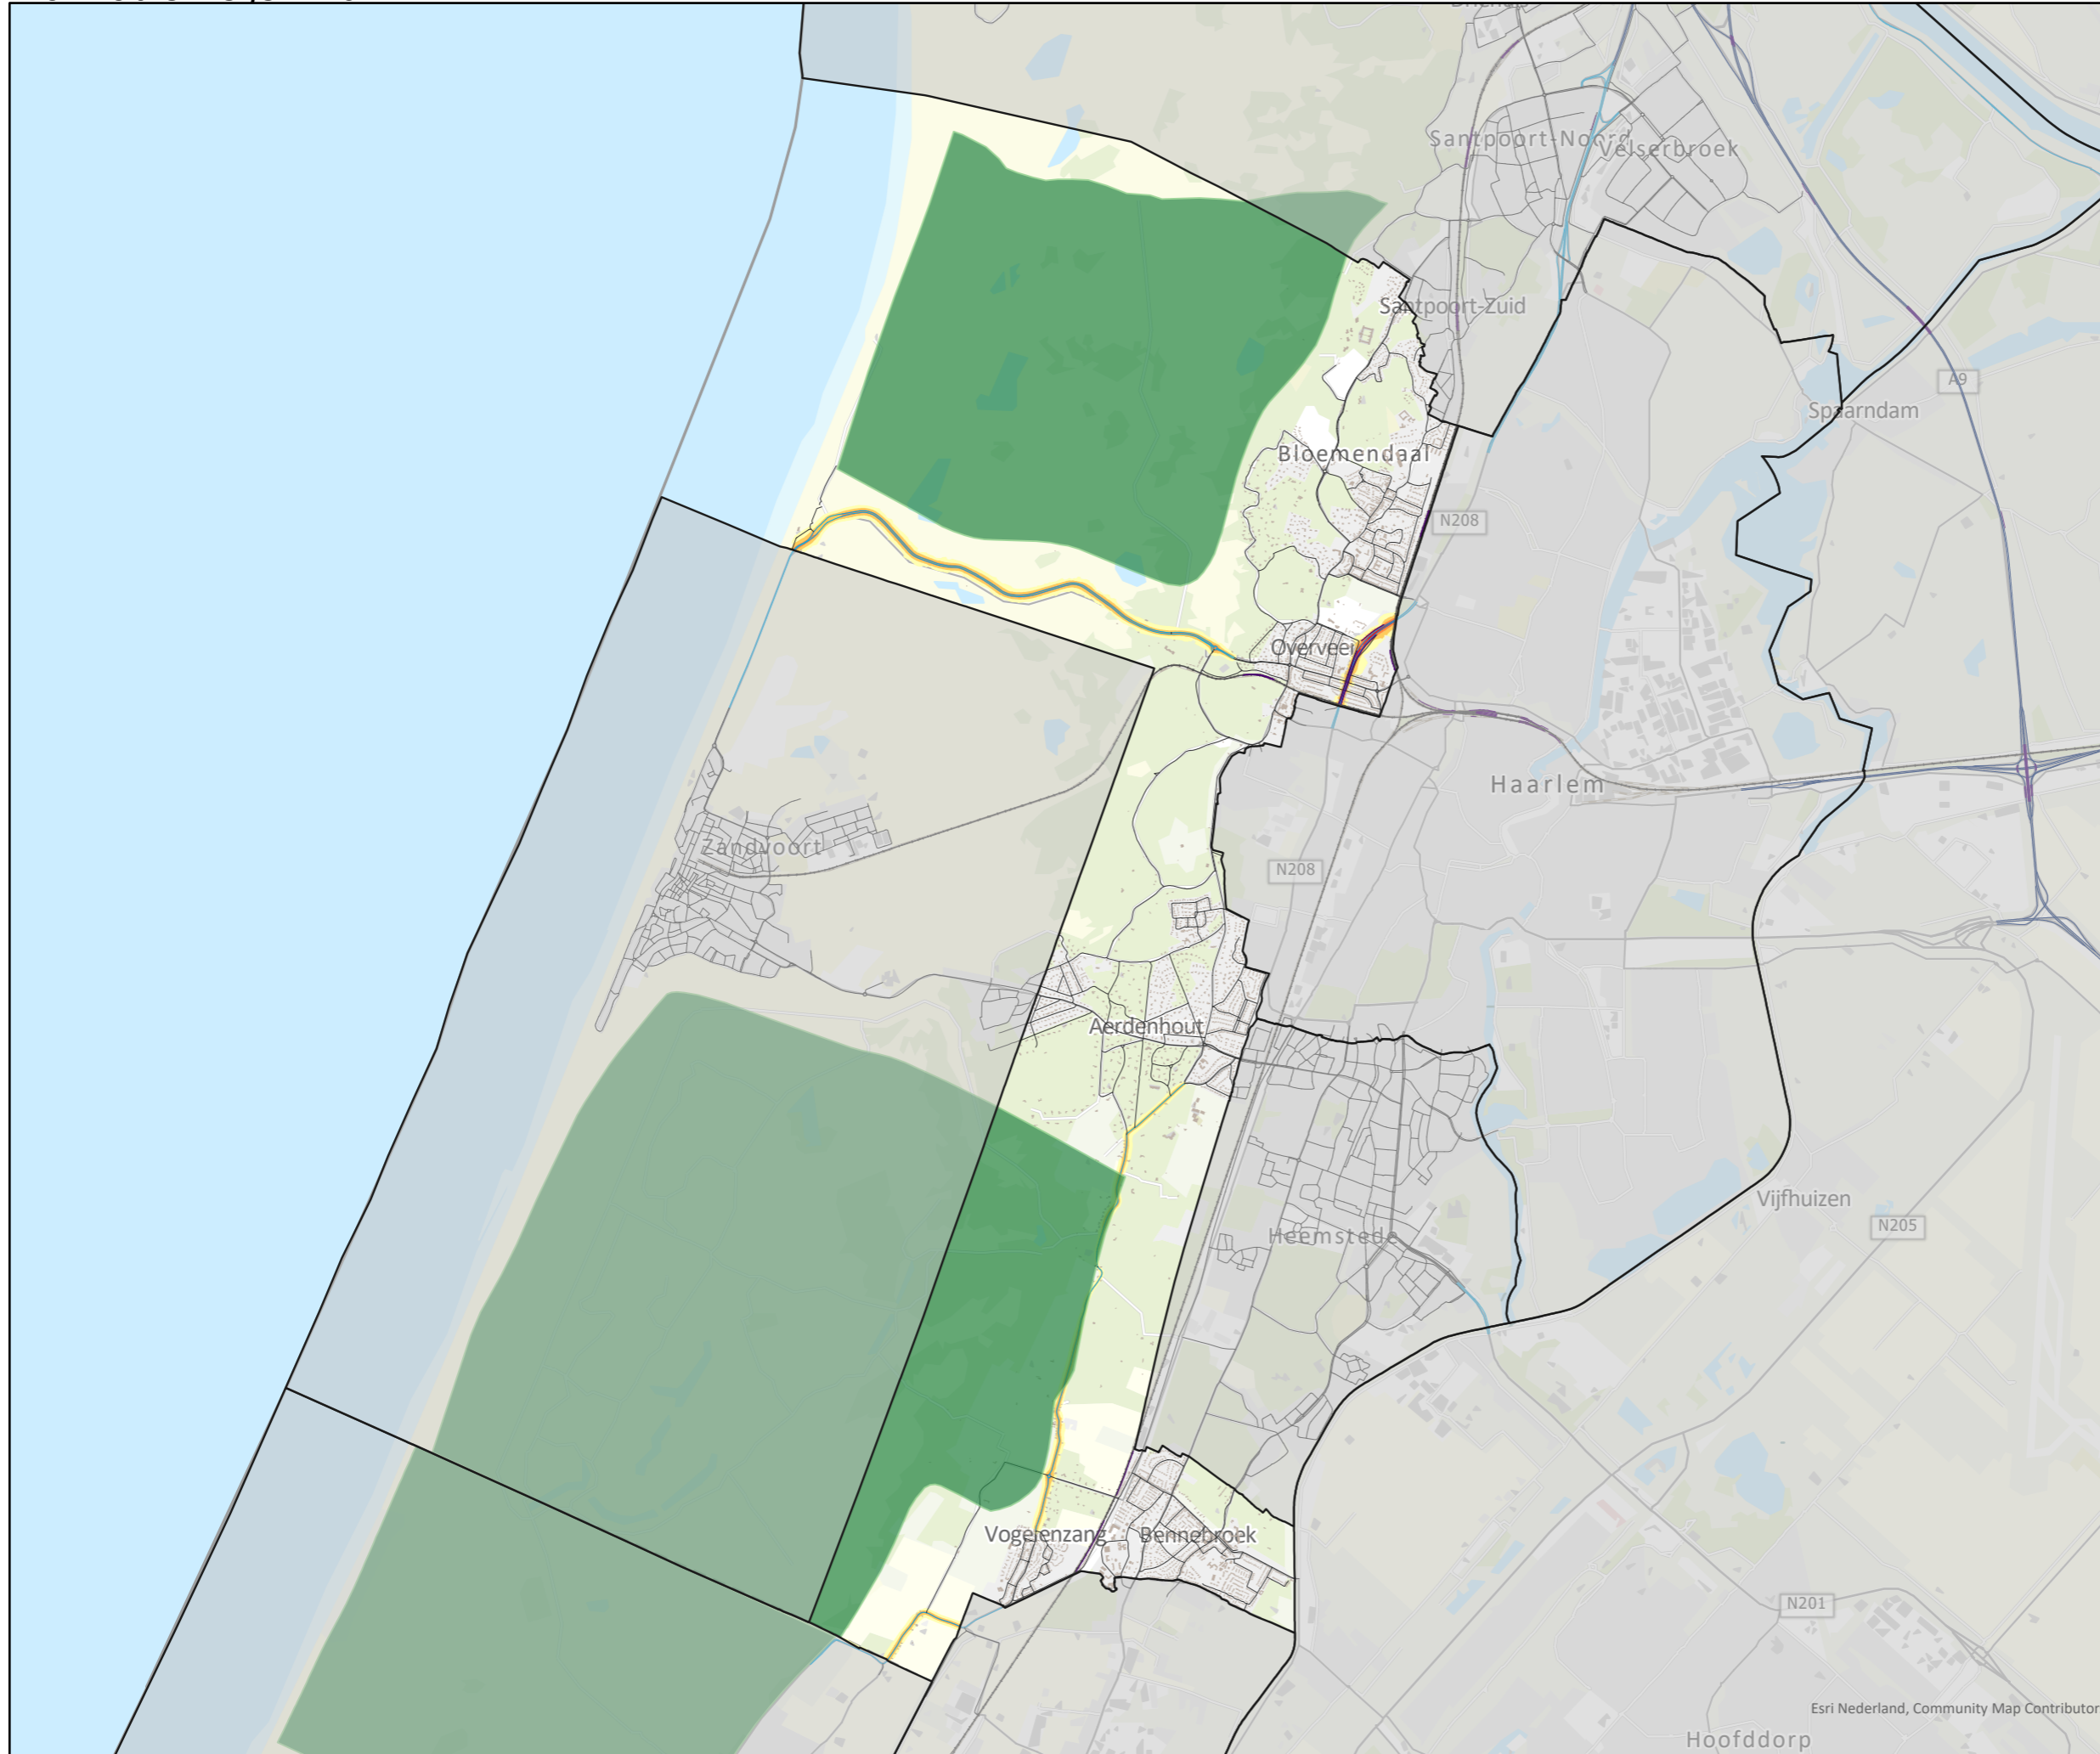 Santpoort-Noord
Velserbroek
Santpoort-Zuid
A9
Spaarndam
Bloemendaal
N208
Overveen
Haarlem
Zandvoort
N208
Aerdenhout
Vijfhuizen
N205
Heemstede
Vogelenzang
Bennebroek
N201
Esri Nederland, Community Map Contributor
Hoofddorp